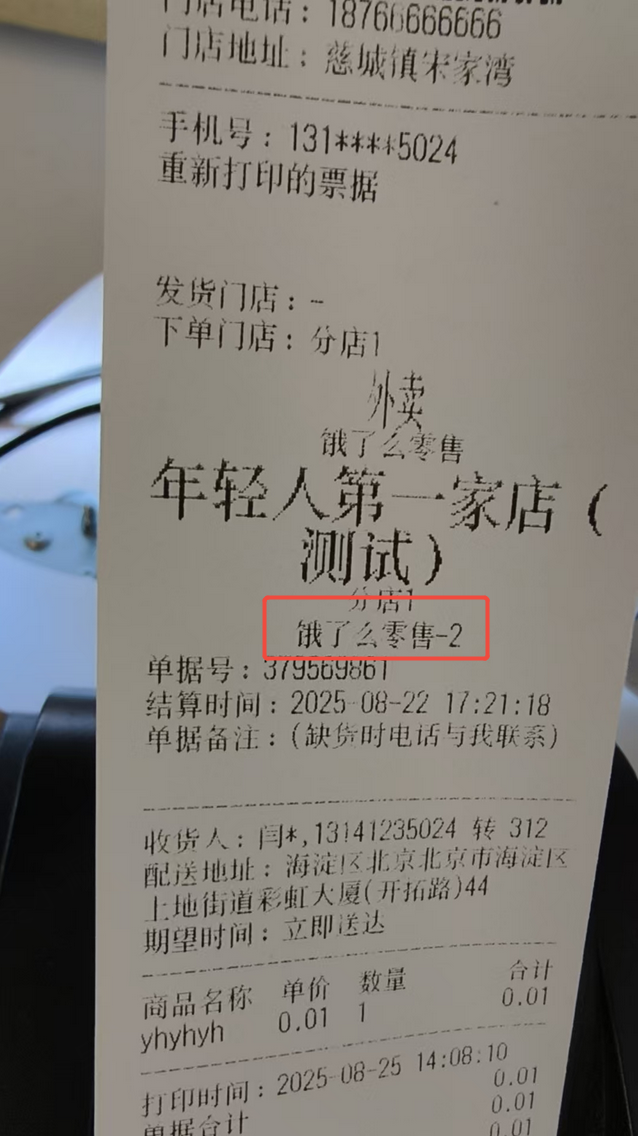 门店电话：18766666666
门店地址：慈城镇宋家湾
手机号：131****5024
重新打印的票据
发货门店：-
下单门店：分店1
外卖
饿了么零售
年轻人第一家店（
测试）
分店1
饿了么零售-2
单据号：379569861
结算时间：2025-08-22 17:21:18
单据备注：(缺货时电话与我联系)
收货人：闫*,13141235024 转 312
配送地址：海淀区北京北京市海淀区
上地街道彩虹大厦(开拓路)44
期望时间：立即送达
商品名称 单价 数量 合计
yhyhyh 0.01 1 0.01
打印时间：2025-08-25 14:08:10
0.01
单据合计 0.01
0.01